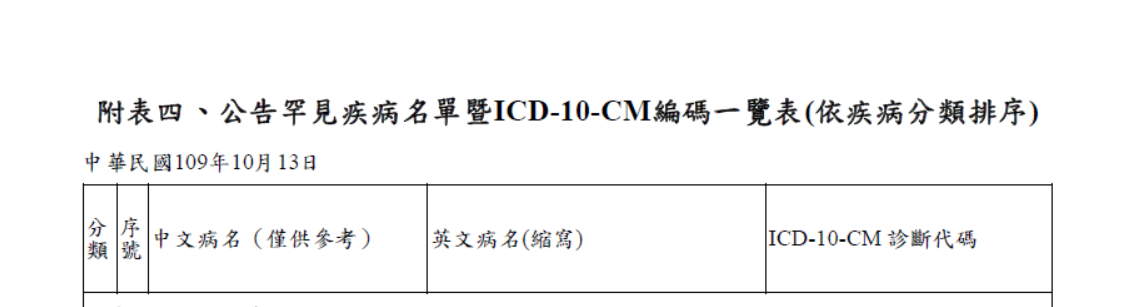 附表四、公告罕見疾病名單暨ICD-10-CM編碼一覽表(依疾病分類排序)
中華民國109年10月13日
分類 序號 中文病名（僅供參考） 英文病名(縮寫) ICD-10-CM 診斷代碼